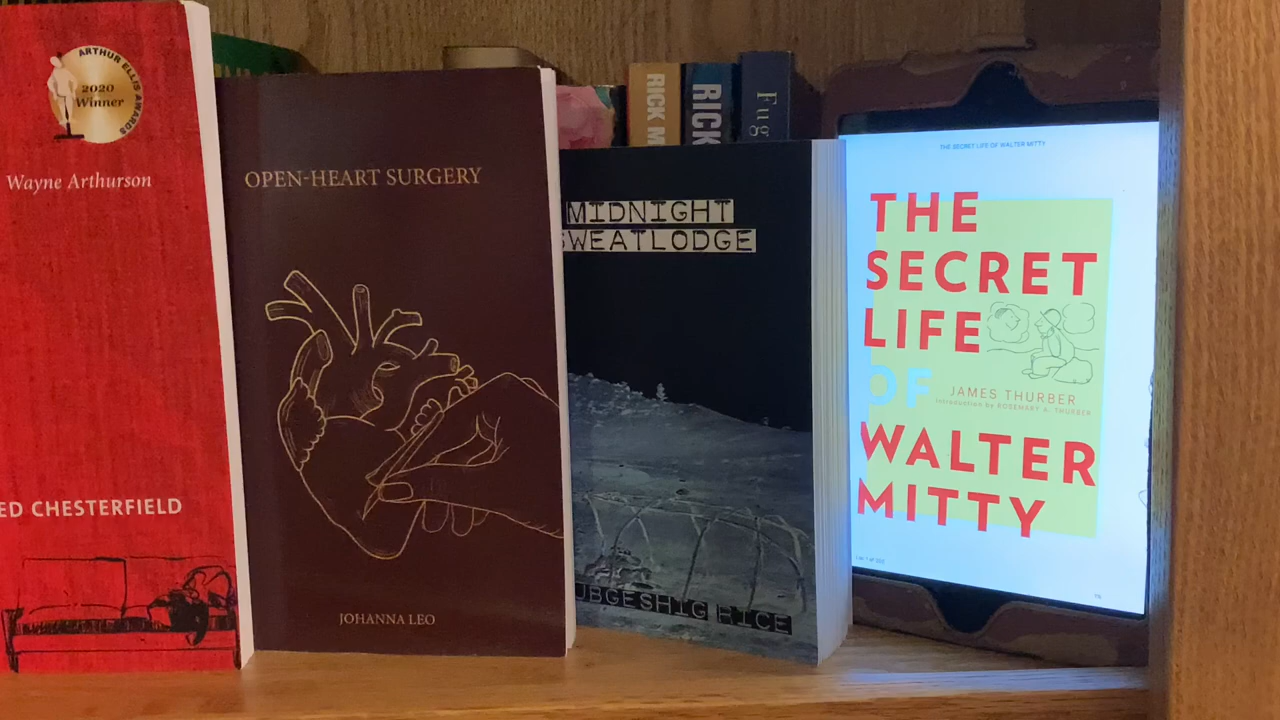 ARTHUR ELLIS AWARDS
2020
Winner
Wayne Arthurson
ED CHESTERFIELD
OPEN-HEART SURGERY
JOHANNA LEO
MIDNIGHT
SWEATLODGE
UBGESHIG RICE
RICK M
RICK
Fug
THE SECRET LIFE OF WALTER MITTY
THE
SECRET
LIFE
OF
JAMES THURBER
Introduction by ROSEMARY A. THURBER
WALTER
MITTY